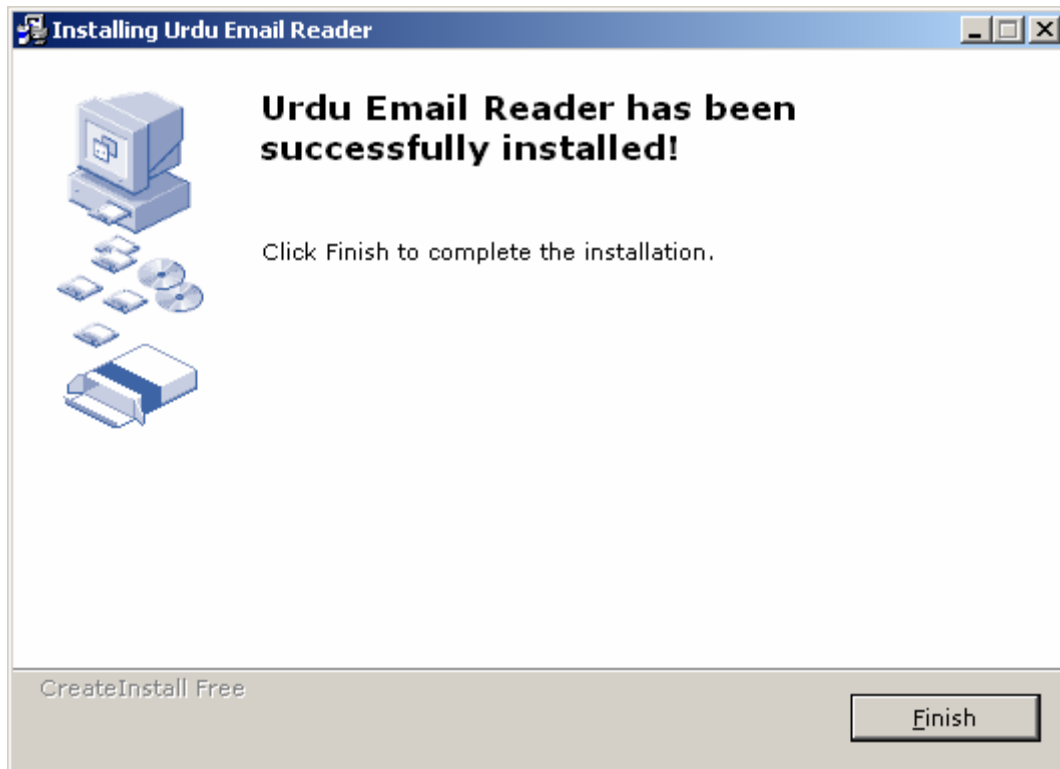 Installing Urdu Email Reader
Urdu Email Reader has been
successfully installed!
Click Finish to complete the installation.
CreateInstall Free
Finish